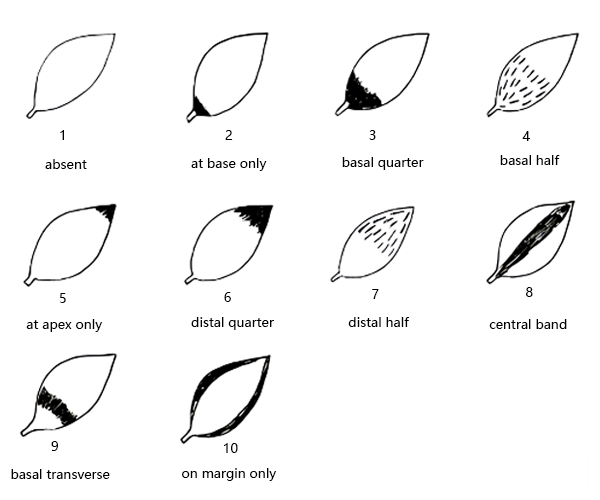 1
absent
2
at base only
3
basal quarter
4
basal half
5
at apex only
6
distal quarter
7
distal half
8
central band
9
basal transverse
10
on margin only